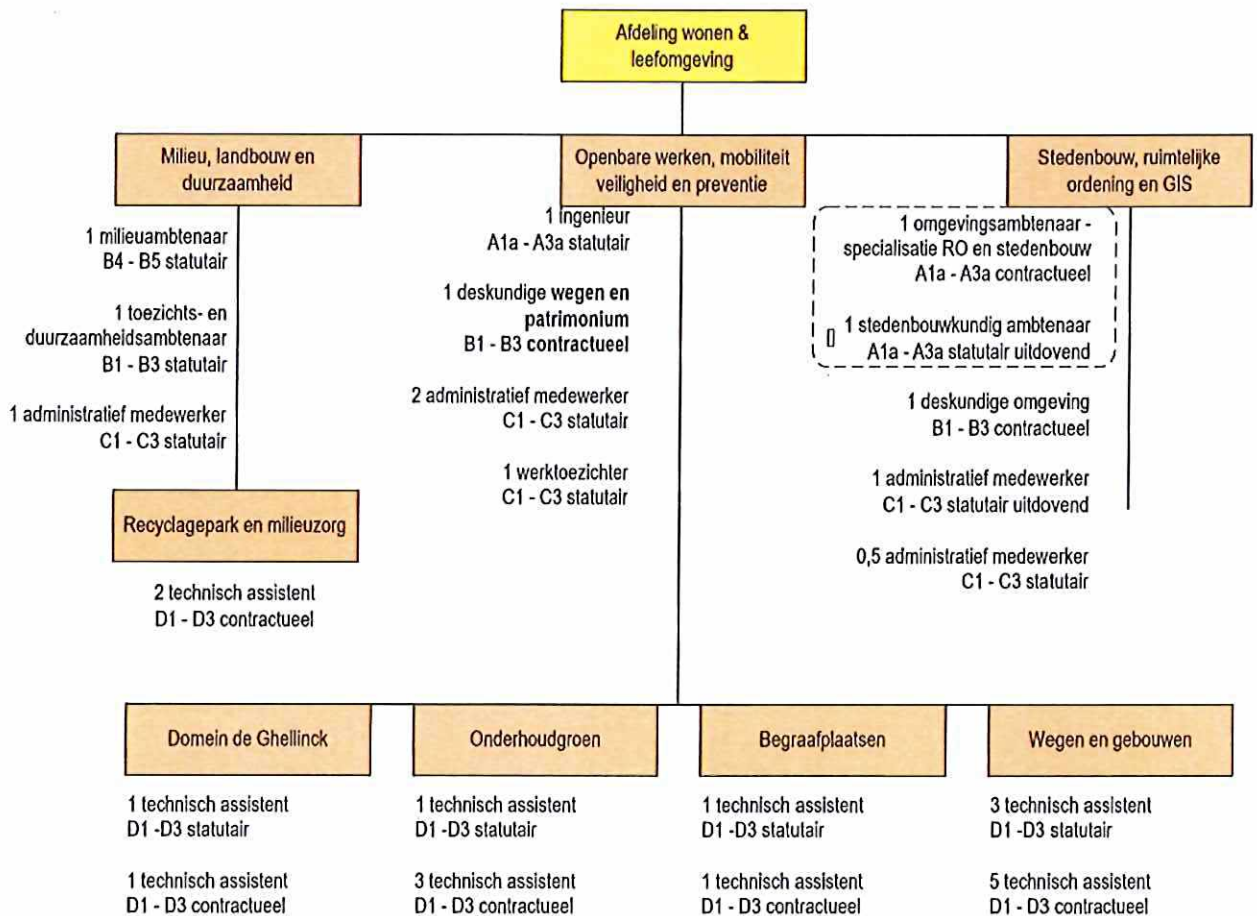 Afdeling wonen &
leefomgeving
Milieu, landbouw en
duurzaamheid
1 milieuambtenaar
B4 - B5 statutair
1 toezichts- en
duurzaamheidsambtenaar
B1 - B3 statutair
1 administratief medewerker
C1 - C3 statutair
Recyclagepark en milieuzorg
2 technisch assistent
D1 - D3 contractueel
Openbare werken, mobiliteit
veiligheid en preventie
1 ingenieur
A1a - A3a statutair
1 deskundige wegen en
patrimonium
B1 - B3 contractueel
2 administratief medewerker
C1 - C3 statutair
1 werktoezichter
C1 - C3 statutair
Stedenbouw, ruimtelijke
ordening en GIS
1 omgevingsambtenaar -
specialisatie RO en stedenbouw
A1a - A3a contractueel
1 stedenbouwkundig ambtenaar
A1a - A3a statutair uitdovend
1 deskundige omgeving
B1 - B3 contractueel
1 administratief medewerker
C1 - C3 statutair uitdovend
0,5 administratief medewerker
C1 - C3 statutair
Domein de Ghellinck
1 technisch assistent
D1 -D3 statutair
1 technisch assistent
D1 - D3 contractueel
Onderhoudgroen
1 technisch assistent
D1 -D3 statutair
3 technisch assistent
D1 - D3 contractueel
Begraafplaatsen
1 technisch assistent
D1 -D3 statutair
1 technisch assistent
D1 - D3 contractueel
Wegen en gebouwen
3 technisch assistent
D1 -D3 statutair
5 technisch assistent
D1 - D3 contractueel